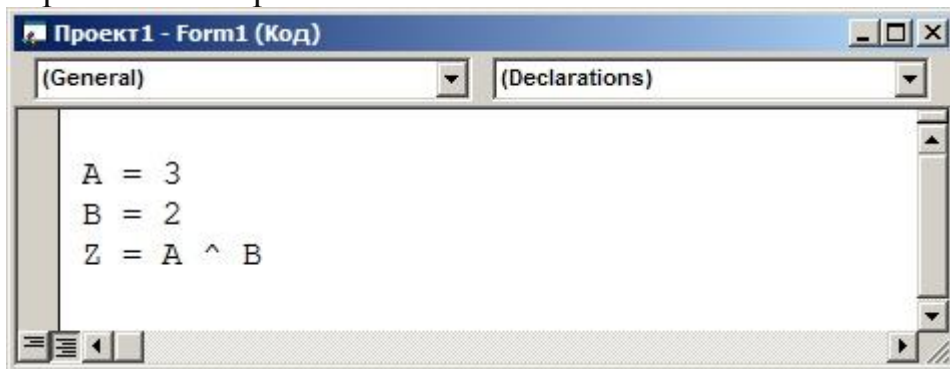 Проект1 - Form1 (Код)
(General) (Declarations)
A = 3
B = 2
Z = A ^ B